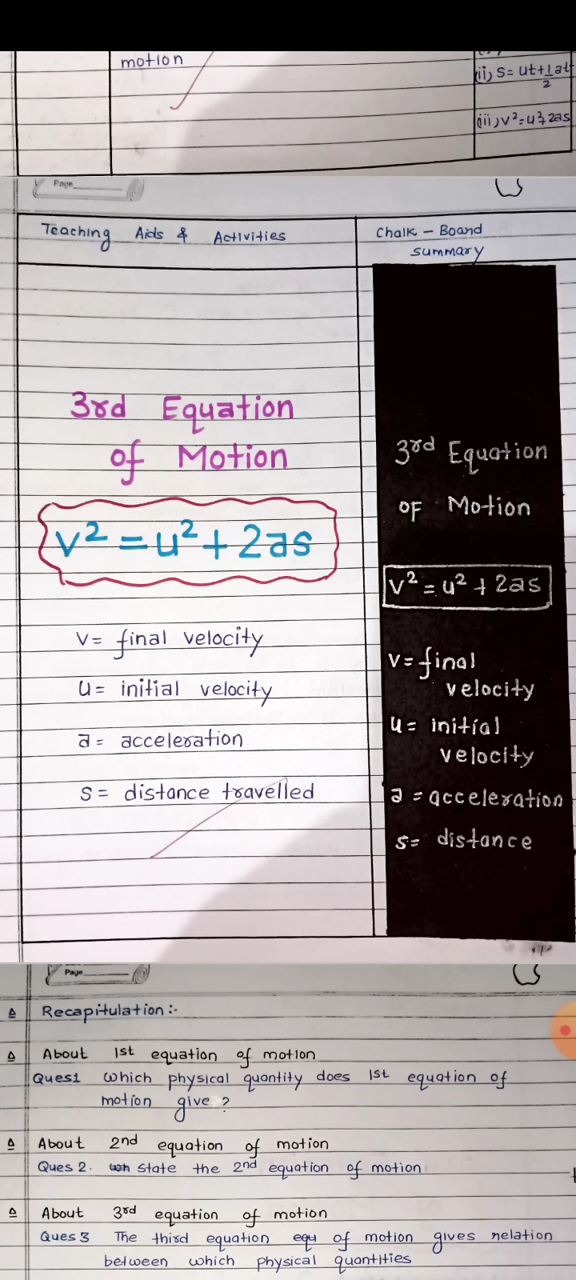 motion
(ii) s = ut + 1/2 at
(iii) v² = u² + 2as
Page
Teaching Aids & Activities
Chalk - Board
summary
3rd Equation
of Motion
v² = u² + 2as
v = final velocity
u = initial velocity
a = acceleration
s = distance travelled
3rd Equation
of Motion
v² = u² + 2as
v = final
velocity
u = initial
velocity
a = acceleration
s = distance
Page
Δ Recapitulation :-
Δ About 1st equation of motion
Ques1 Which physical quantity does 1st equation of
motion give ?
Δ About 2nd equation of motion
Ques 2. State the 2nd equation of motion
Δ About 3rd equation of motion
Ques 3 The third equation equ of motion gives relation
between which physical quantities